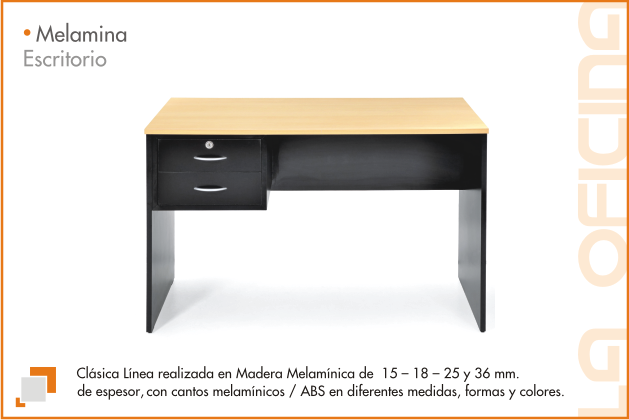 • Melamina
Escritorio
LA OFICINA
Clásica Línea realizada en Madera Melamínica de 15 – 18 – 25 y 36 mm.
de espesor, con cantos melamínicos / ABS en diferentes medidas, formas y colores.